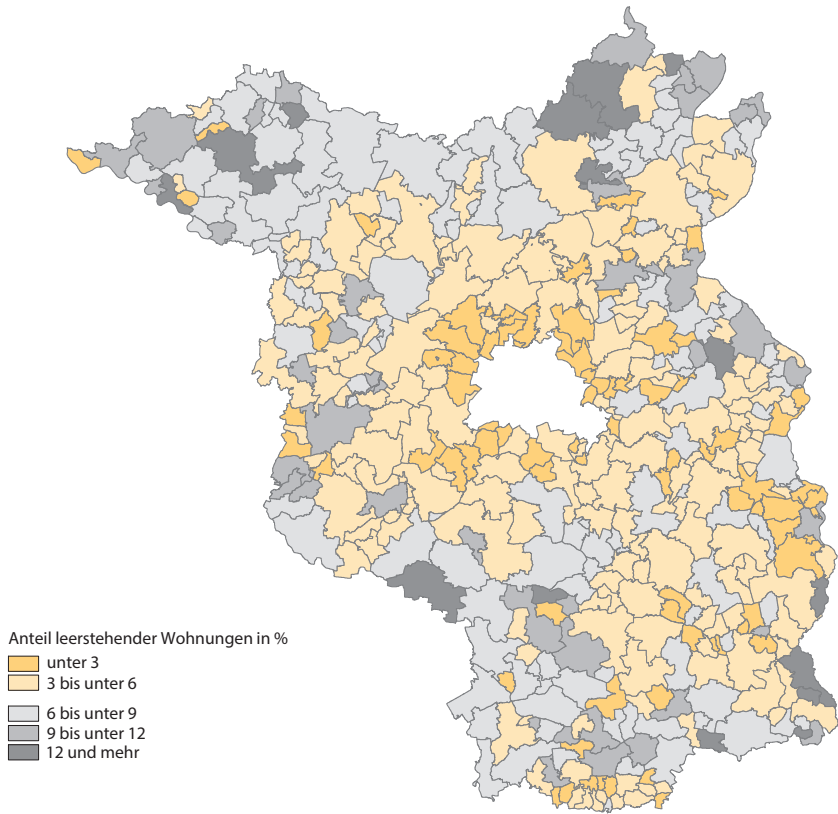 Anteil leerstehender Wohnungen in %
unter 3
3 bis unter 6
6 bis unter 9
9 bis unter 12
12 und mehr